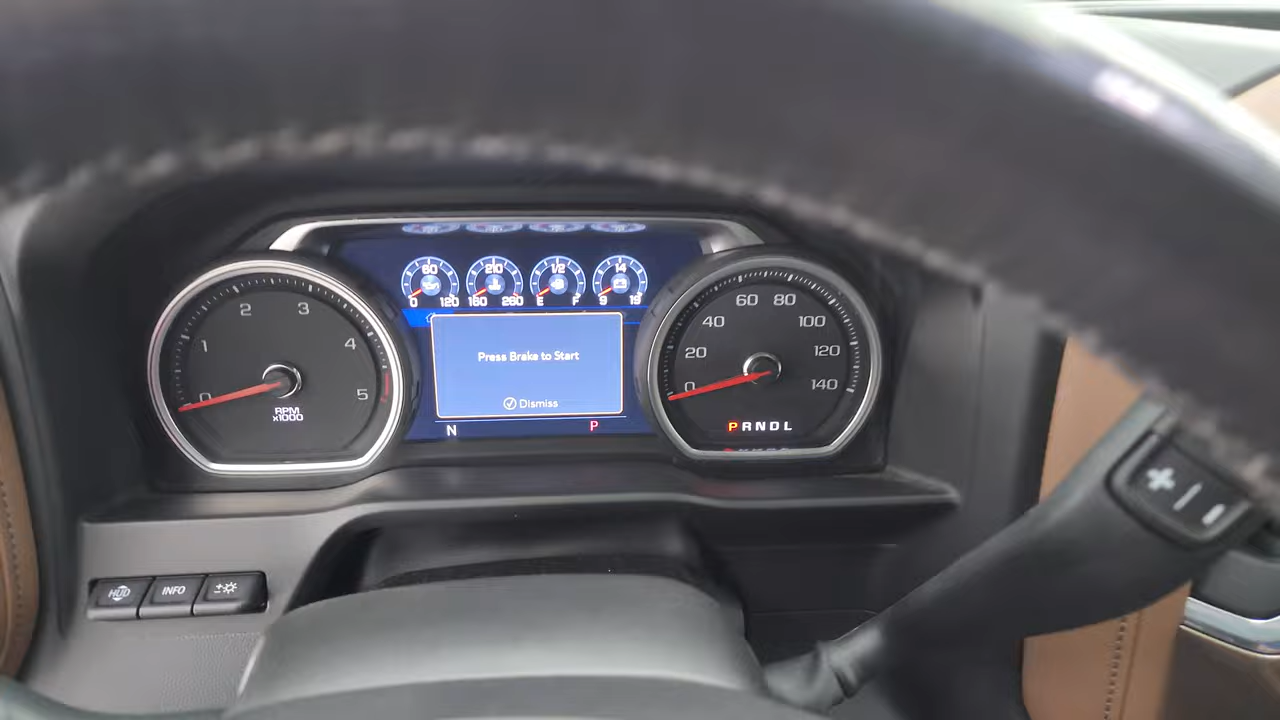 60 210 1/2 14
0 120 160 260 E F 9 19
Press Brake to Start
Dismiss
N P
0 1 2 3 4 5
RPM
x1000
0 20 40 60 80 100 120 140
PRNDL
HUD INFO